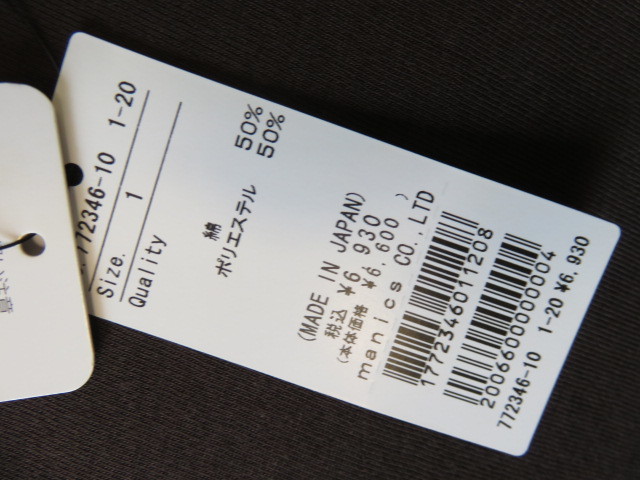 .772346-10 1-20
Size. 1
Quality
綿 50%
ポリエステル 50%
(MADE IN JAPAN)
税込 ¥6,930
(本体価格 ¥6,600 )
manics CO.,LTD
1772346011208
2006600000004
772346-10 1-20 ¥6,930